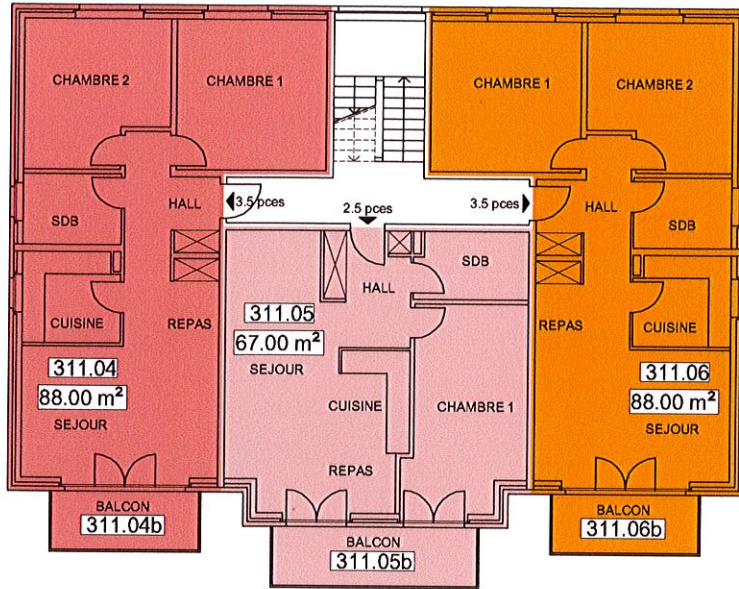 CHAMBRE 2
CHAMBRE 1
CHAMBRE 1
CHAMBRE 2
3.5 pces
2.5 pces
3.5 pces
HALL
SDB
HALL
SDB
SDB
HALL
CUISINE
REPAS
311.05
67.00 m²
SEJOUR
REPAS
CUISINE
311.04
88.00 m²
SEJOUR
CUISINE
CHAMBRE 1
REPAS
311.06
88.00 m²
SEJOUR
BALCON
311.04b
BALCON
311.05b
BALCON
311.06b